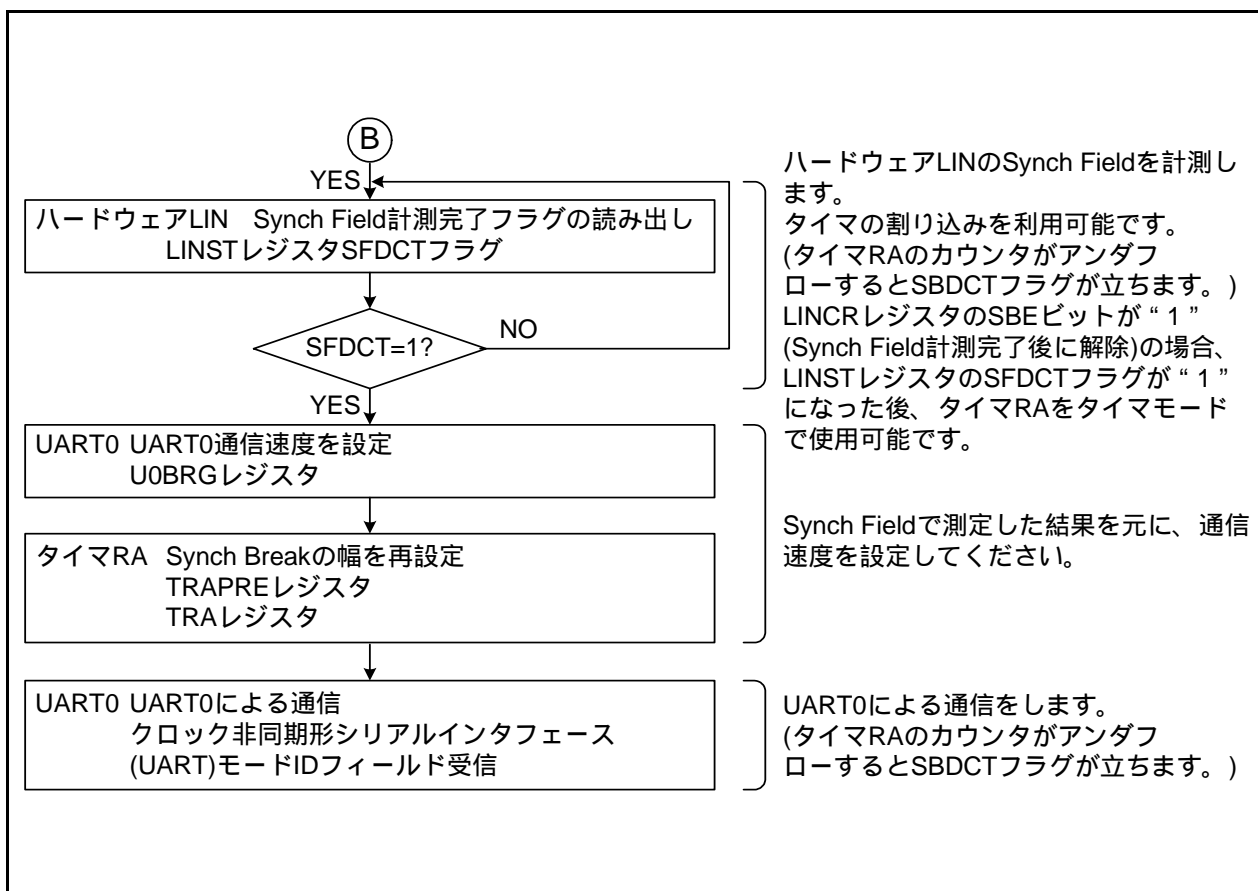 B
YES
ハードウェアLIN　Synch Field計測完了フラグの読み出し
LINSTレジスタSFDCTフラグ
SFDCT=1?
NO
YES
UART0 UART0通信速度を設定
U0BRGレジスタ
タイマRA　Synch Breakの幅を再設定
TRAPREレジスタ
TRAレジスタ
UART0 UART0による通信
クロック非同期形シリアルインタフェース
(UART)モードIDフィールド受信
ハードウェアLINのSynch Fieldを計測し
ます。
タイマの割り込みを利用可能です。
(タイマRAのカウンタがアンダフ
ローするとSBDCTフラグが立ちます。)
LINCRレジスタのSBEビットが“1”
(Synch Field計測完了後に解除)の場合、
LINSTレジスタのSFDCTフラグが“1”
になった後、タイマRAをタイマモード
で使用可能です。
Synch Fieldで測定した結果を元に、通信
速度を設定してください。
UART0による通信をします。
(タイマRAのカウンタがアンダフ
ローするとSBDCTフラグが立ちます。)